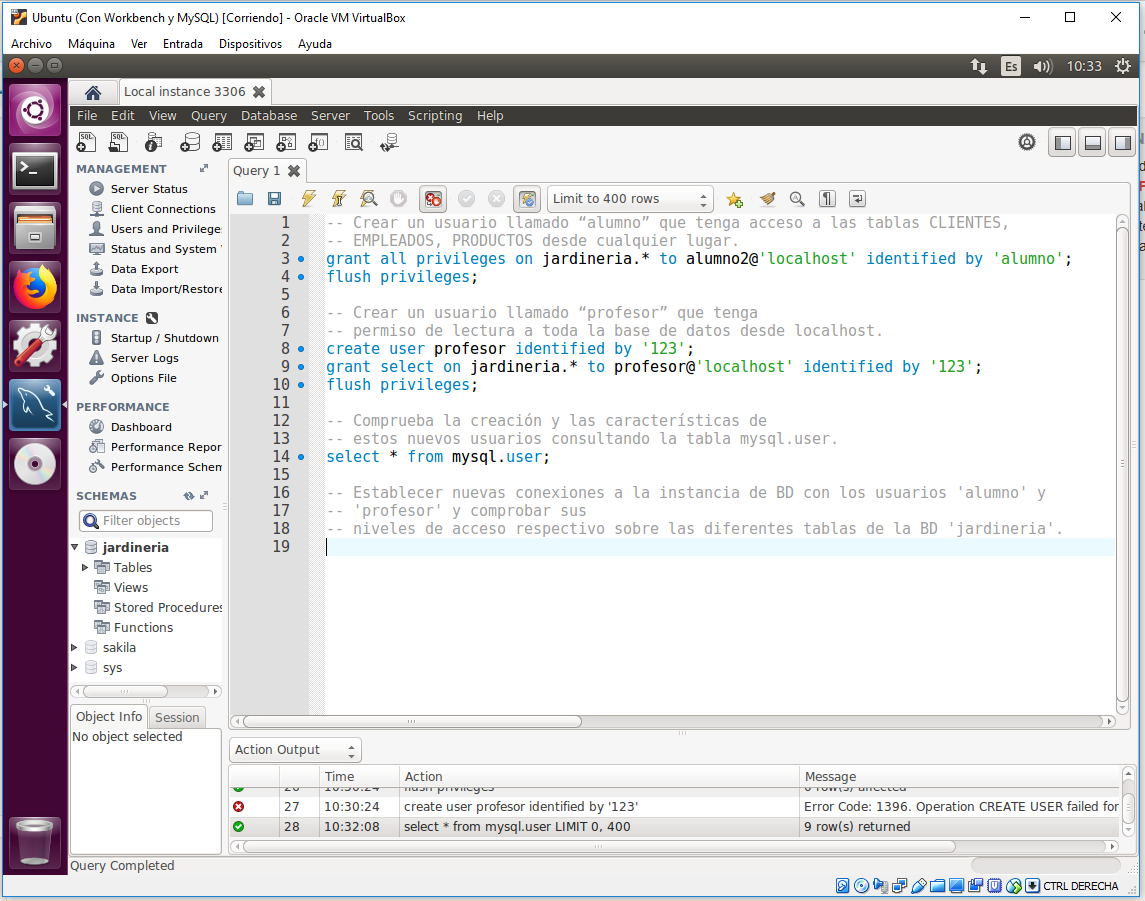 Ubuntu (Con Workbench y MySQL) [Corriendo] - Oracle VM VirtualBox
Archivo Máquina Ver Entrada Dispositivos Ayuda
Es 10:33
Local instance 3306
File Edit View Query Database Server Tools Scripting Help
MANAGEMENT
Server Status
Client Connections
Users and Privilege
Status and System
Data Export
Data Import/Restore
INSTANCE
Startup / Shutdown
Server Logs
Options File
PERFORMANCE
Dashboard
Performance Repor
Performance Schem
SCHEMAS
Filter objects
jardineria
Tables
Views
Stored Procedures
Functions
sakila
sys
Object Info Session
No object selected
Query 1
Limit to 400 rows
1 -- Crear un usuario llamado “alumno” que tenga acceso a las tablas CLIENTES,
2 -- EMPLEADOS, PRODUCTOS desde cualquier lugar.
3 grant all privileges on jardineria.* to alumno2@'localhost' identified by 'alumno';
4 flush privileges;
5
6 -- Crear un usuario llamado “profesor” que tenga
7 -- permiso de lectura a toda la base de datos desde localhost.
8 create user profesor identified by '123';
9 grant select on jardineria.* to profesor@'localhost' identified by '123';
10 flush privileges;
11
12 -- Comprueba la creación y las características de
13 -- estos nuevos usuarios consultando la tabla mysql.user.
14 select * from mysql.user;
15
16 -- Establecer nuevas conexiones a la instancia de BD con los usuarios 'alumno' y
17 -- 'profesor' y comprobar sus
18 -- niveles de acceso respectivo sobre las diferentes tablas de la BD 'jardineria'.
19
Action Output
Time Action Message
26 10:30:24 flush privileges 0 row(s) affected
27 10:30:24 create user profesor identified by '123' Error Code: 1396. Operation CREATE USER failed for
28 10:32:08 select * from mysql.user LIMIT 0, 400 9 row(s) returned
Query Completed
CTRL DERECHA